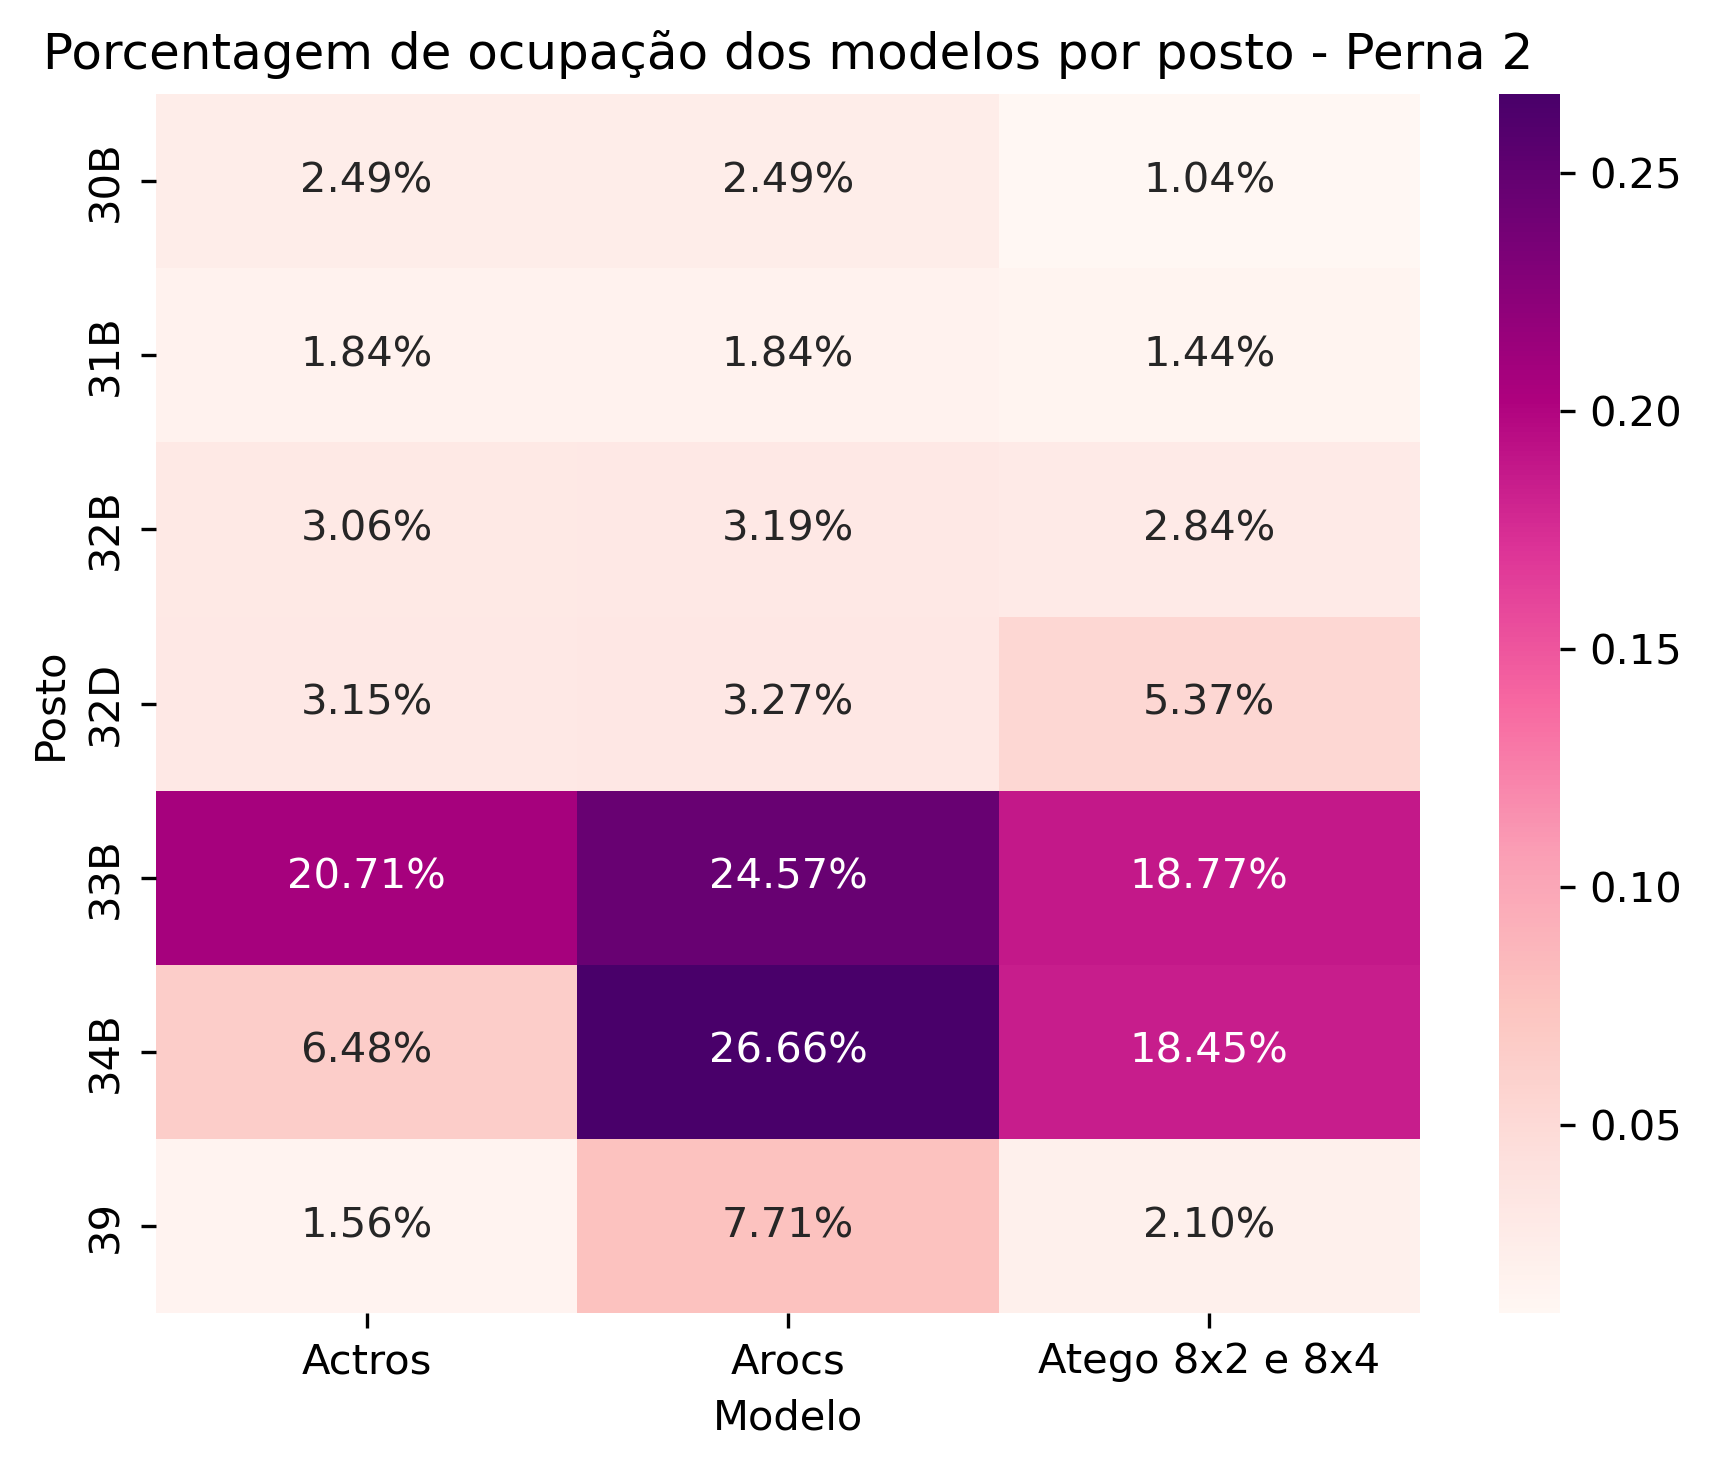 Porcentagem de ocupação dos modelos por posto - Perna 2
30B 2.49% 2.49% 1.04%
31B 1.84% 1.84% 1.44%
32B 3.06% 3.19% 2.84%
32D 3.15% 3.27% 5.37%
33B 20.71% 24.57% 18.77%
34B 6.48% 26.66% 18.45%
39 1.56% 7.71% 2.10%
Posto
Actros Arocs Atego 8x2 e 8x4
Modelo
0.25
0.20
0.15
0.10
0.05